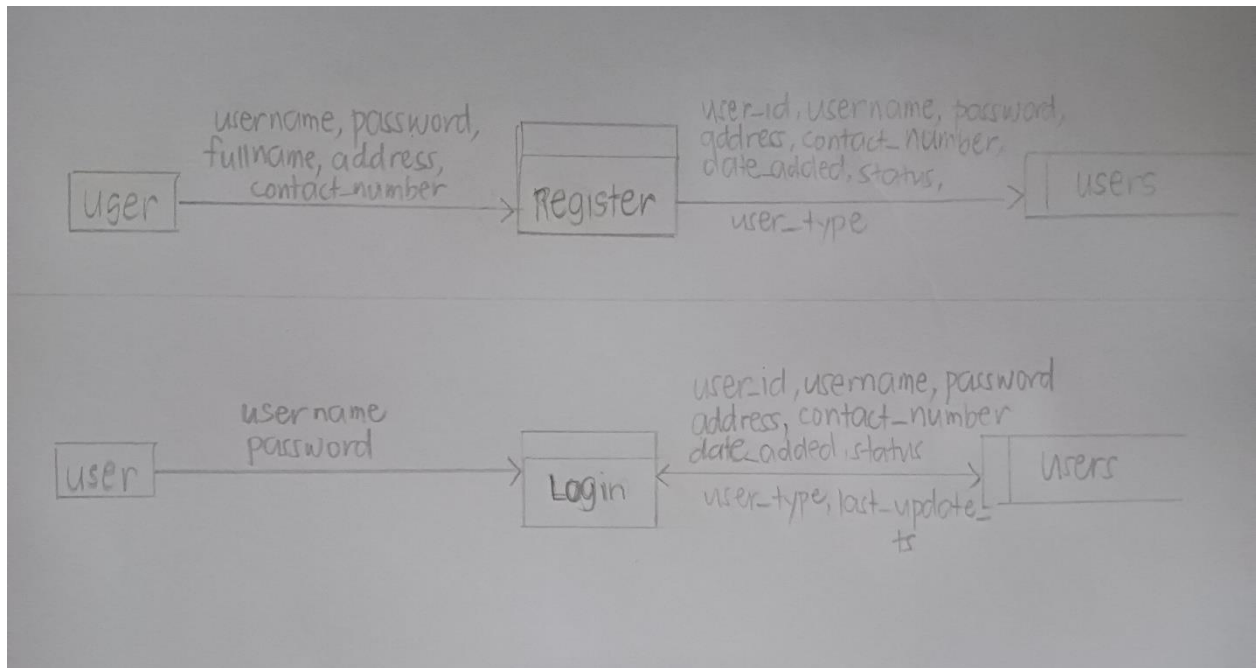 username, password,
fullname, address,
contact_number
user
Register
user_id, username, password,
address, contact_number,
date_added, status,
user_type
users
username
password
user
Login
user_id, username, password
address, contact_number
date_added, status
user_type, last_update_
ts
users